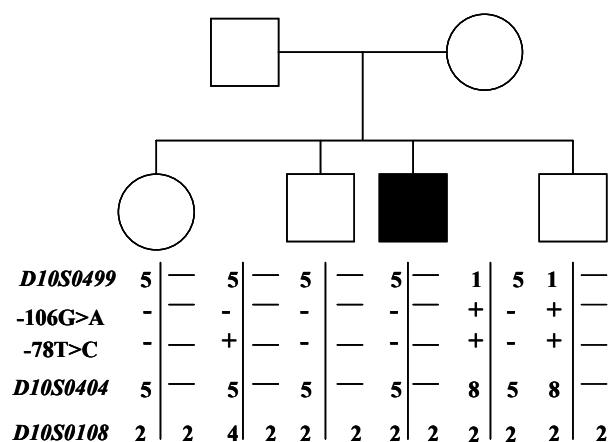 D10S0499 5 — 5 — 5 — 5 — 1 5 1 —
-106G>A - — - — - — - — + - + —
-78T>C - — + — - — - — + - + —
D10S0404 5 — 5 — 5 — 5 — 8 5 8 —
D10S0108 2 2 4 2 2 2 2 2 2 2 2 2